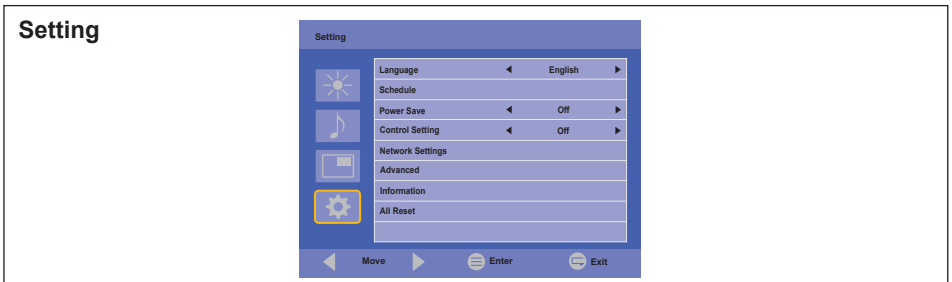 Setting
Setting
Language English
Schedule
Power Save Off
Control Setting Off
Network Settings
Advanced
Information
All Reset
Move Enter Exit